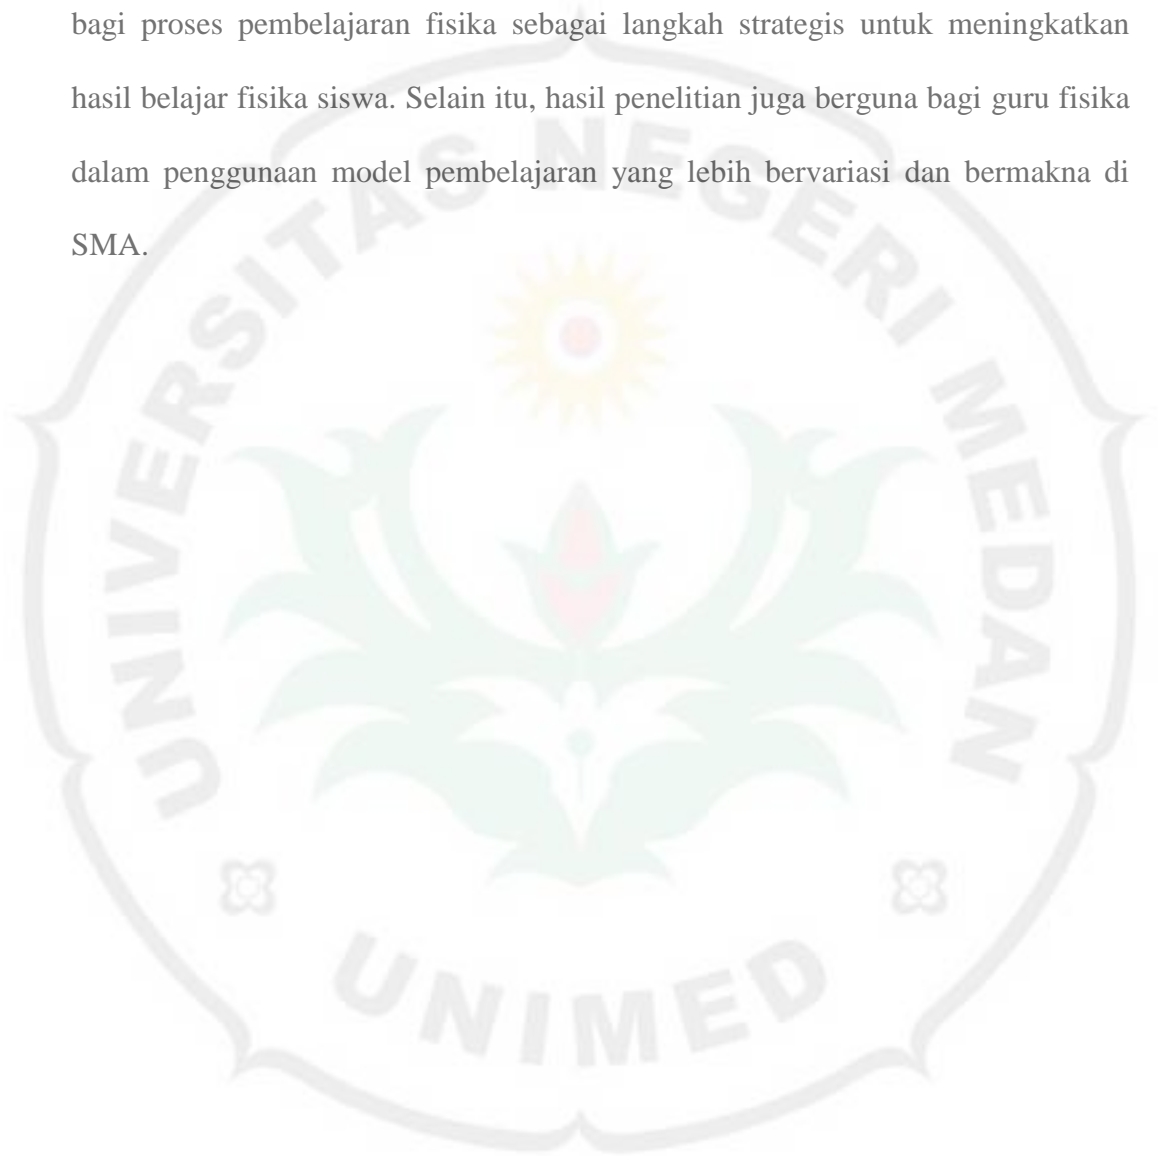 bagi proses pembelajaran fisika sebagai langkah strategis untuk meningkatkan
hasil belajar fisika siswa. Selain itu, hasil penelitian juga berguna bagi guru fisika
dalam penggunaan model pembelajaran yang lebih bervariasi dan bermakna di
SMA.
UNIVERSITAS NEGERI MEDAN
UNIMED